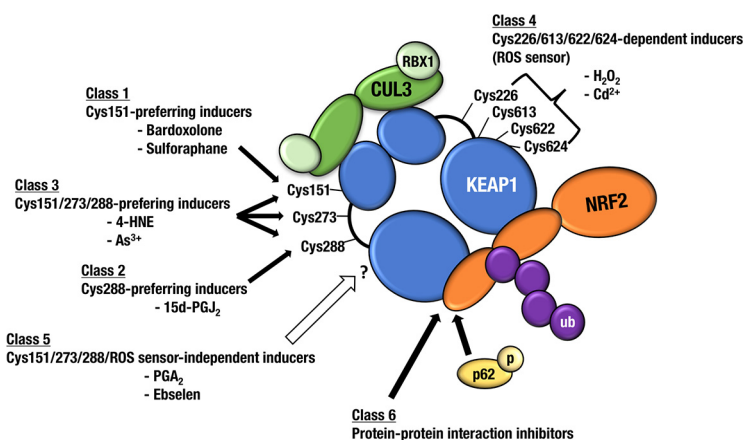 Class 4
Cys226/613/622/624-dependent inducers
(ROS sensor)
- H₂O₂
- Cd²⁺
RBX1
CUL3
Class 1
Cys151-preferring inducers
- Bardoxolone
- Sulforaphane
Cys226
Cys613
Cys622
Cys624
KEAP1
NRF2
Class 3
Cys151/273/288-prefering inducers
- 4-HNE
- As³⁺
Cys151
Cys273
Cys288
Class 2
Cys288-preferring inducers
- 15d-PGJ₂
?
ub
Class 5
Cys151/273/288/ROS sensor-independent inducers
- PGA₂
- Ebselen
p
p62
Class 6
Protein-protein interaction inhibitors